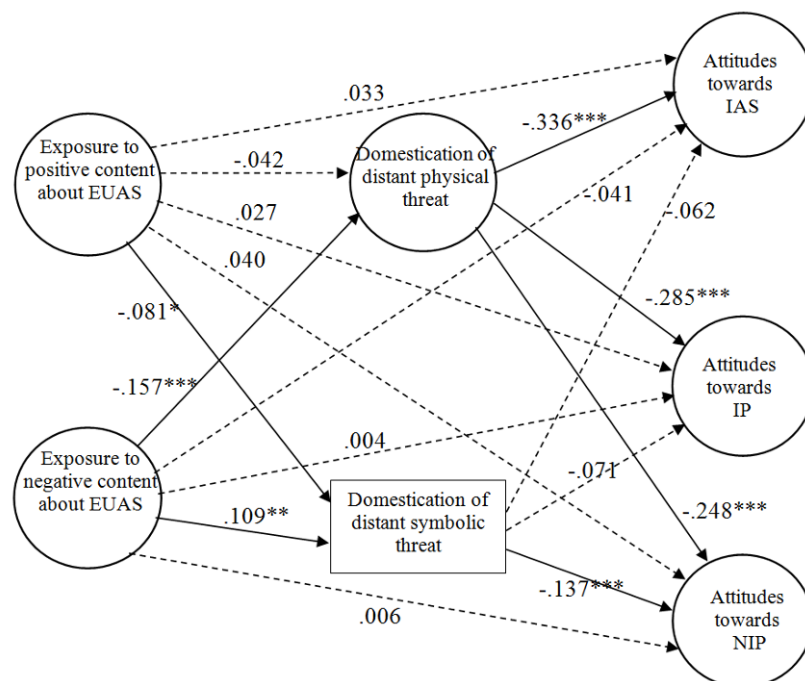 Attitudes
towards
IAS
.033
-.336***
Exposure to
positive content
about EUAS
-.042
Domestication of
distant physical
threat
-.041
-.062
.027
.040
-.081*
-.285***
-.157***
Attitudes
towards
IP
.004
Exposure to
negative content
about EUAS
-.071
Domestication of
distant symbolic
threat
.109**
-.248***
-.137***
.006
Attitudes
towards
NIP